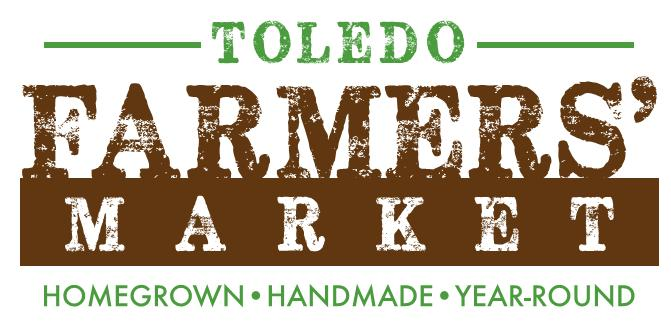 TOLEDO
FARMERS’
MARKET
HOMEGROWN • HANDMADE • YEAR-ROUND